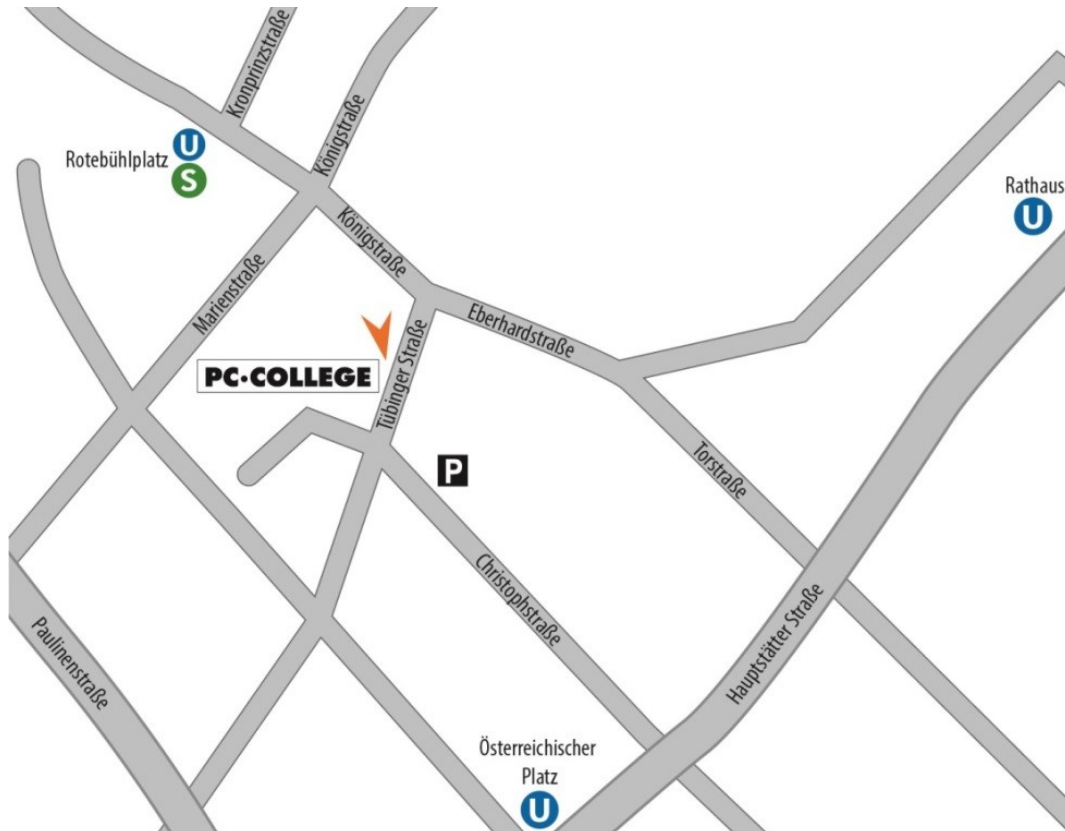 Kronprinzstraße
Königstraße
Rotebühlplatz
U
S
Rathaus
U
Königstraße
Marienstraße
Eberhardstraße
PC·COLLEGE
Tübinger Straße
P
Torstraße
Christophstraße
Hauptstätter Straße
Paulinenstraße
Österreichischer
Platz
U